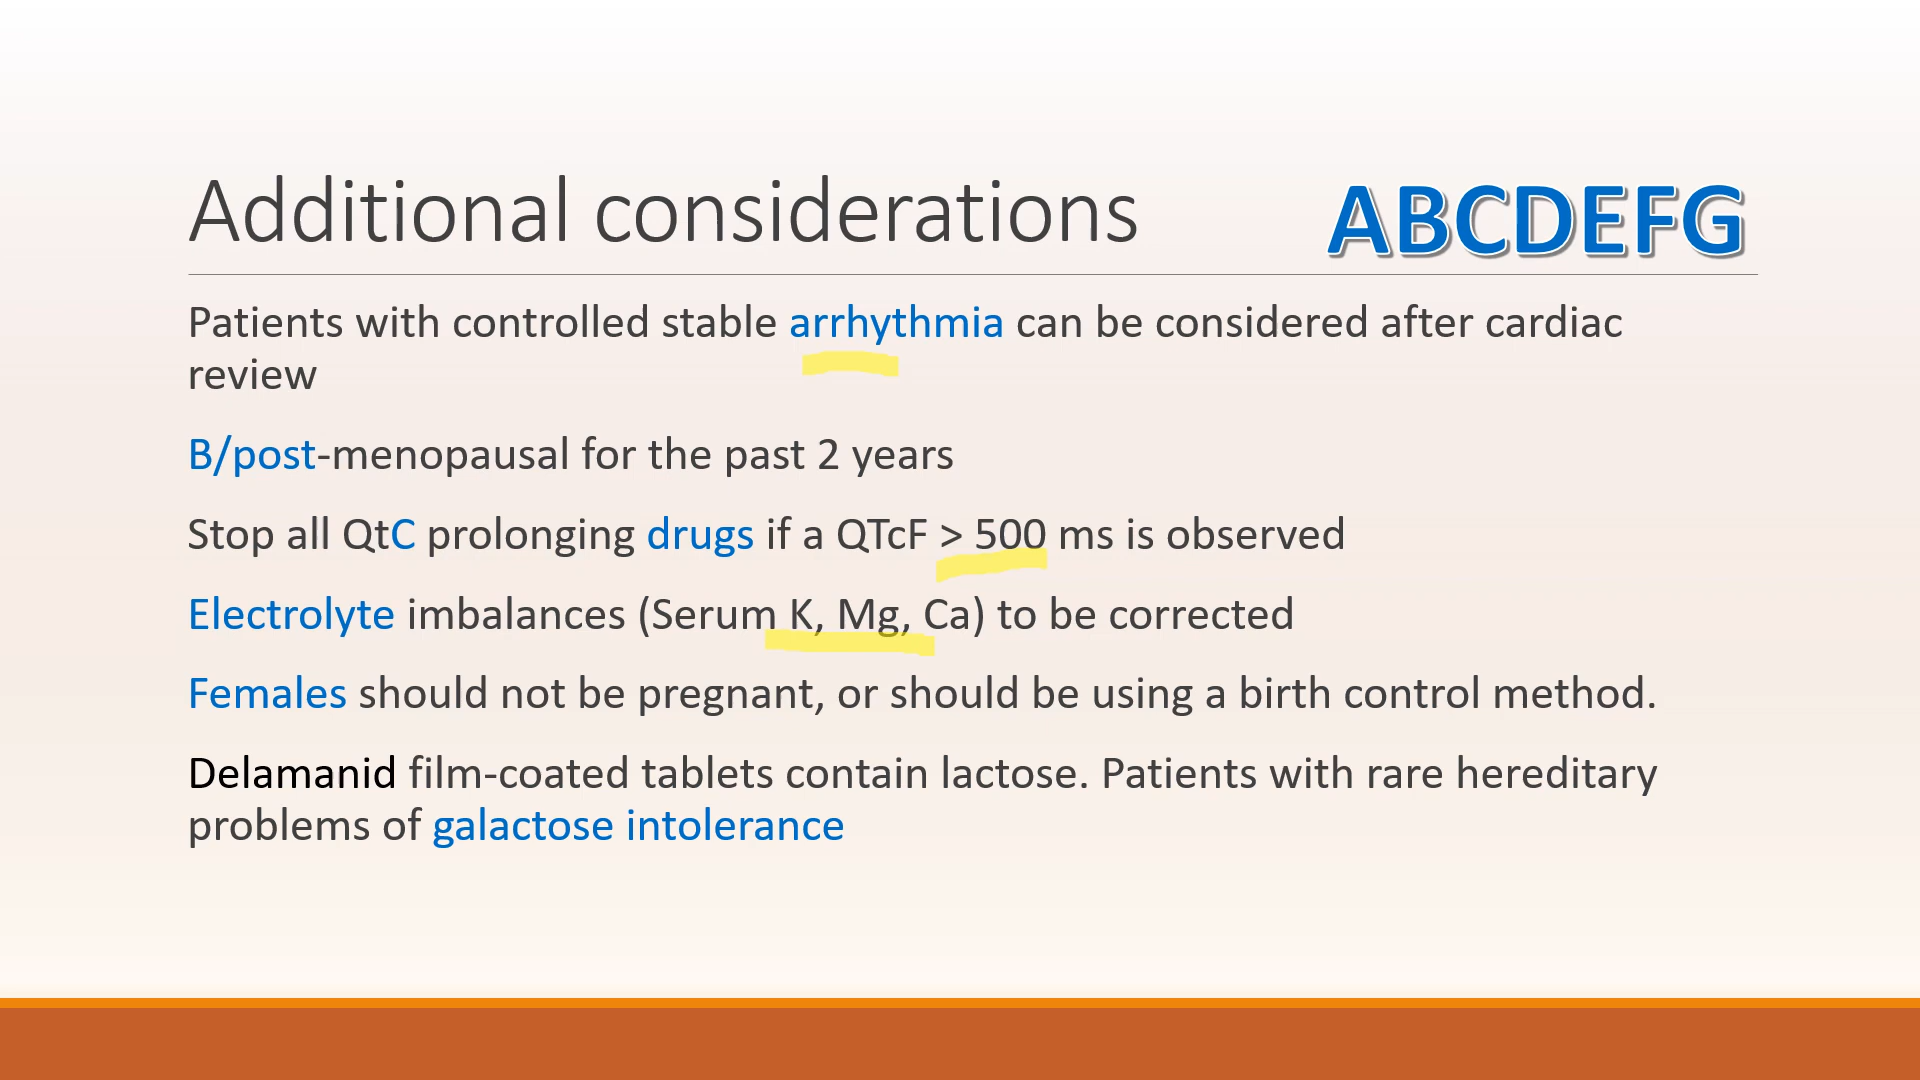 Additional considerations
ABCDEFG
Patients with controlled stable arrhythmia can be considered after cardiac
review
B/post-menopausal for the past 2 years
Stop all QtC prolonging drugs if a QTcF > 500 ms is observed
Electrolyte imbalances (Serum K, Mg, Ca) to be corrected
Females should not be pregnant, or should be using a birth control method.
Delamanid film-coated tablets contain lactose. Patients with rare hereditary
problems of galactose intolerance